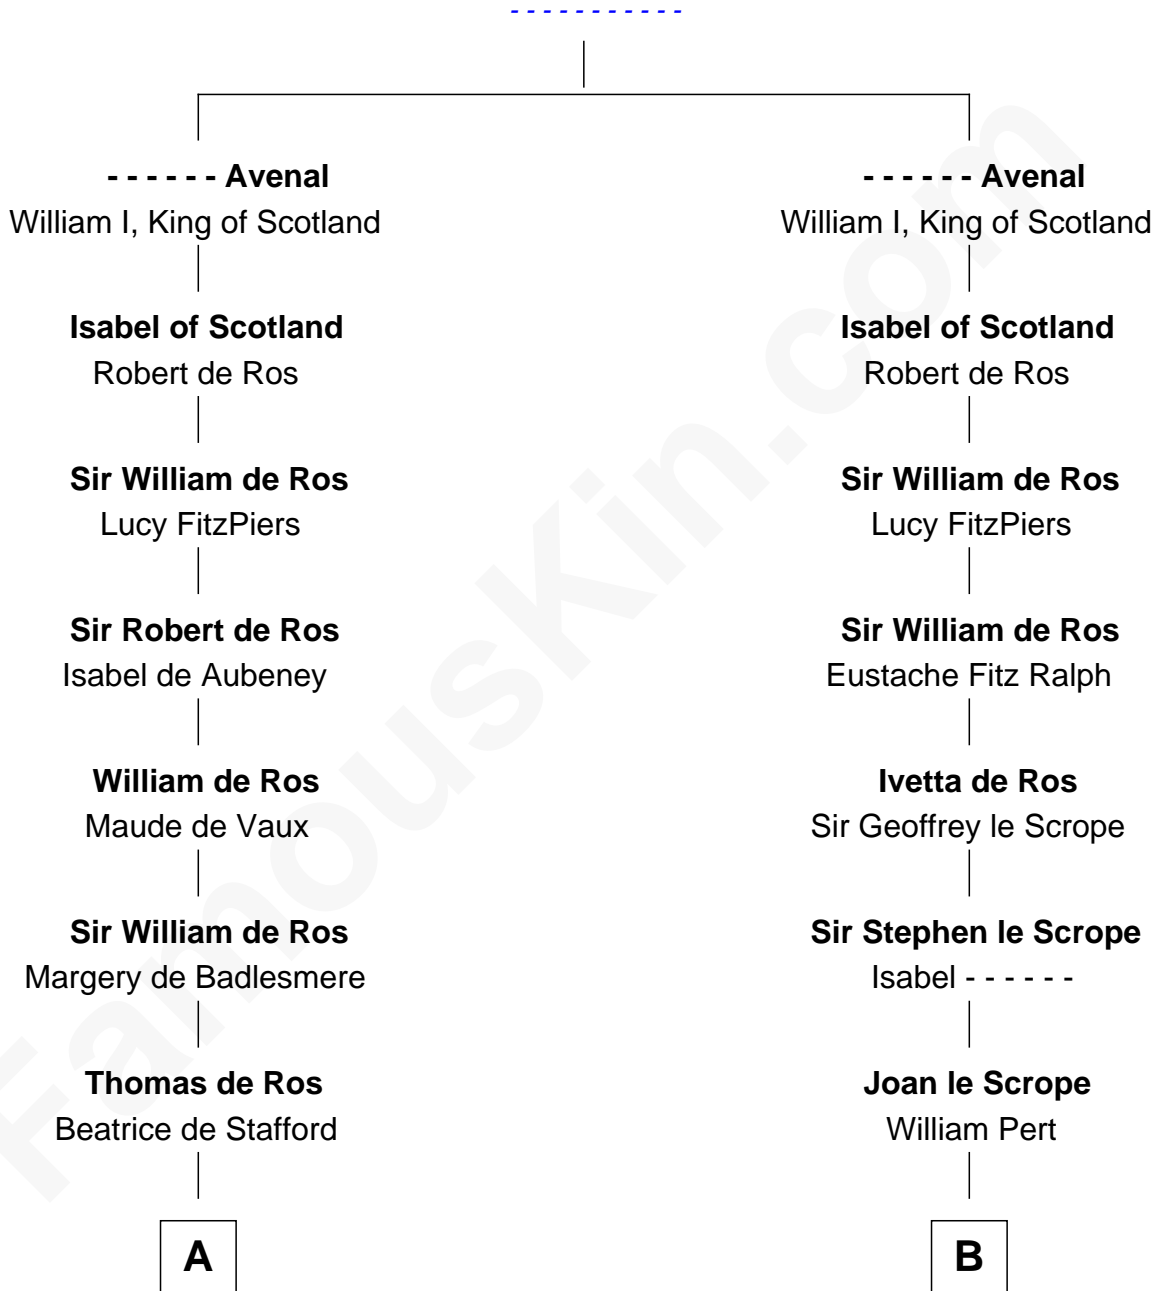 - - - - - - - - - - -
- - - - - - Avenal
William I, King of Scotland
Isabel of Scotland
Robert de Ros
Sir William de Ros
Lucy FitzPiers
Sir Robert de Ros
Isabel de Aubeney
William de Ros
Maude de Vaux
Sir William de Ros
Margery de Badlesmere
Thomas de Ros
Beatrice de Stafford
A
- - - - - - Avenal
William I, King of Scotland
Isabel of Scotland
Robert de Ros
Sir William de Ros
Lucy FitzPiers
Sir William de Ros
Eustache Fitz Ralph
Ivetta de Ros
Sir Geoffrey le Scrope
Sir Stephen le Scrope
Isabel - - - - - -
Joan le Scrope
William Pert
B
FamousKin.com